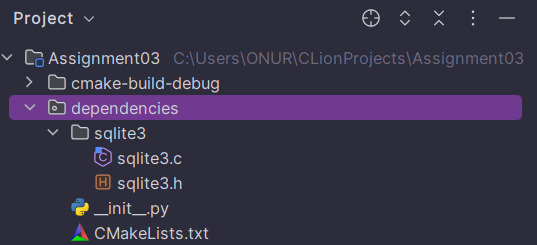 Project
Assignment03 C:\Users\ONUR\CLionProjects\Assignment03
cmake-build-debug
dependencies
sqlite3
sqlite3.c
sqlite3.h
__init__.py
CMakeLists.txt